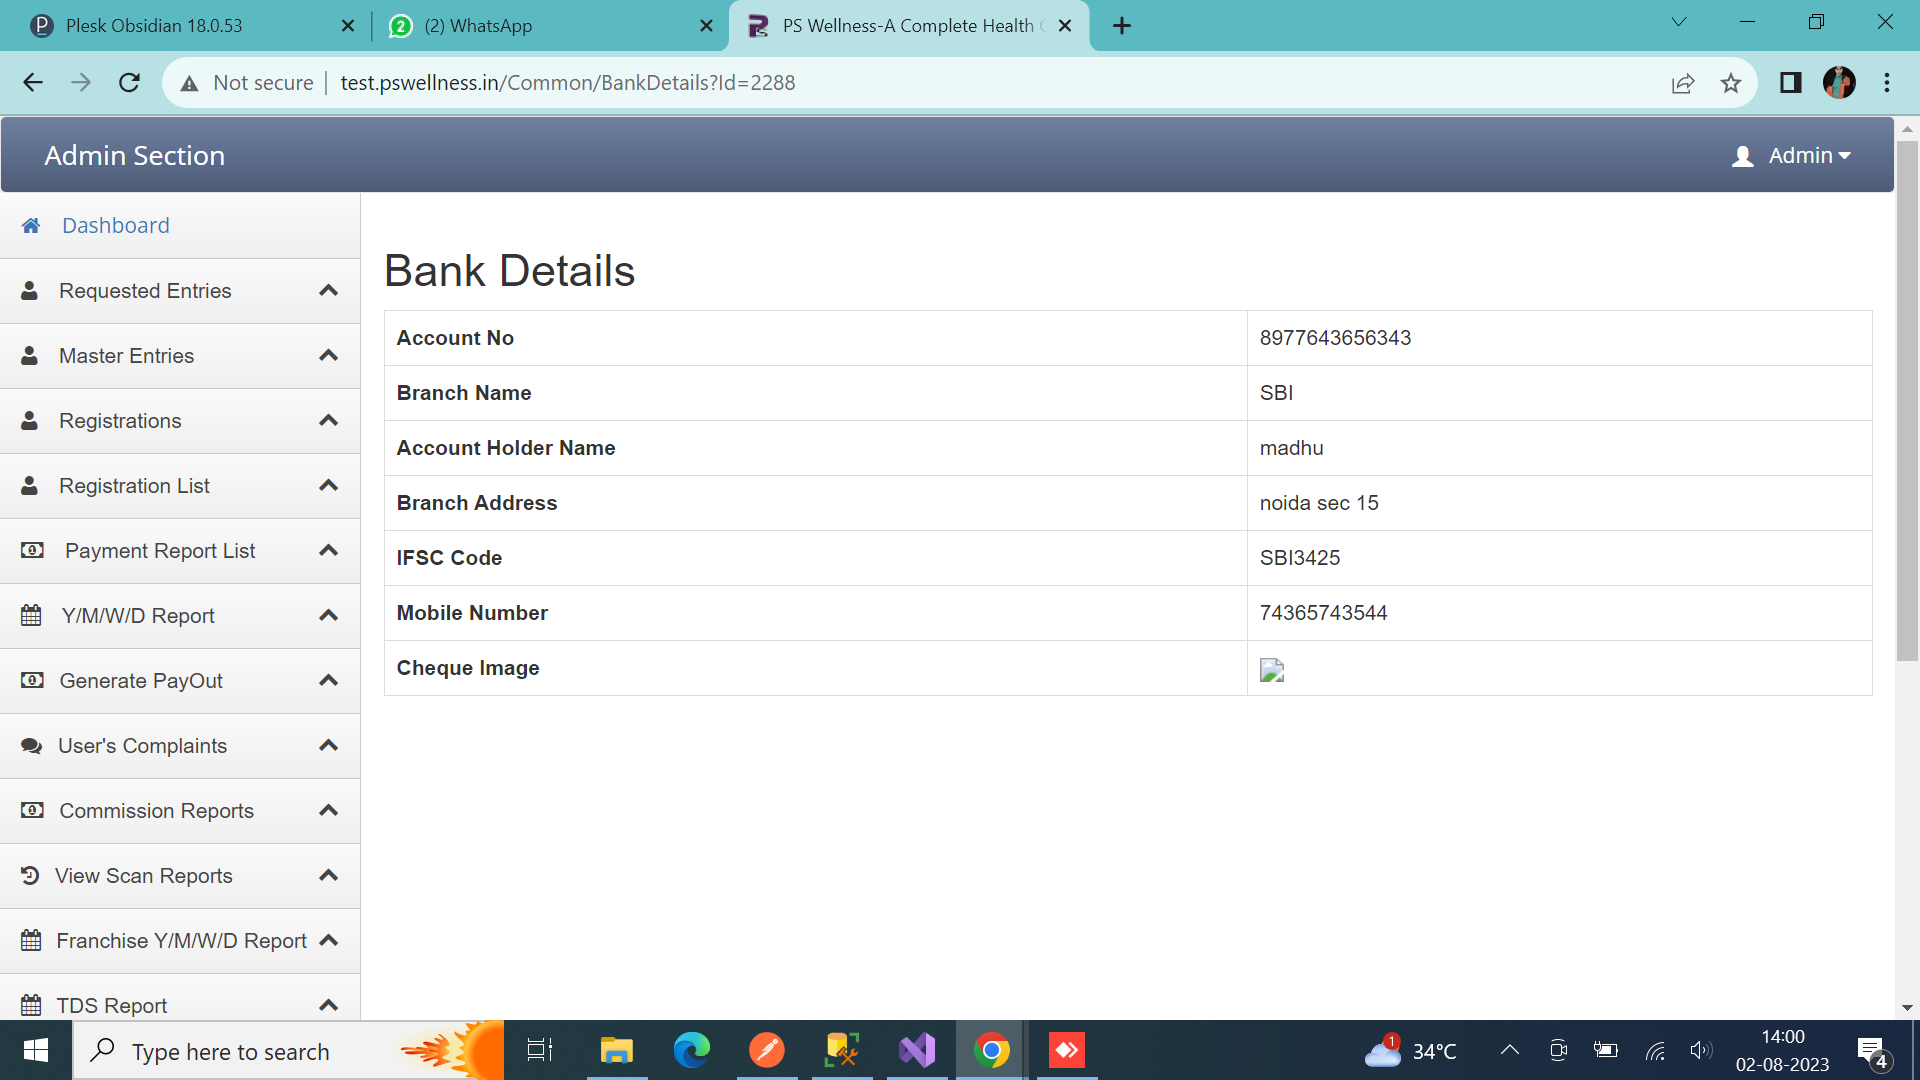 Plesk Obsidian 18.0.53
2 (2) WhatsApp
PS Wellness-A Complete Health
Not secure test.pswellness.in/Common/BankDetails?Id=2288
Admin Section
Admin
Dashboard
Requested Entries
Master Entries
Registrations
Registration List
Payment Report List
Y/M/W/D Report
Generate PayOut
User's Complaints
Commission Reports
View Scan Reports
Franchise Y/M/W/D Report
TDS Report
Bank Details
Account No 8977643656343
Branch Name SBI
Account Holder Name madhu
Branch Address noida sec 15
IFSC Code SBI3425
Mobile Number 74365743544
Cheque Image
Type here to search
1 34°C
14:00
02-08-2023
4